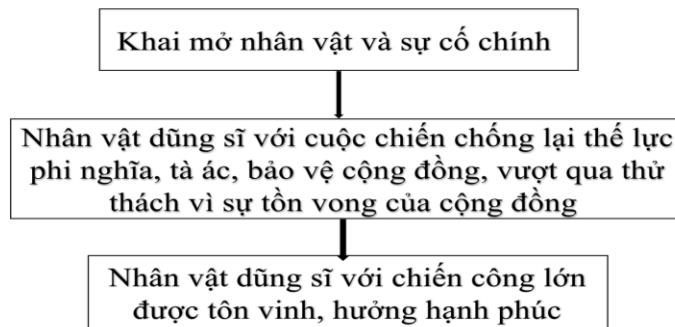 Khai mở nhân vật và sự cố chính
Nhân vật dũng sĩ với cuộc chiến chống lại thế lực
phi nghĩa, tà ác, bảo vệ cộng đồng, vượt qua thử
thách vì sự tồn vong của cộng đồng
Nhân vật dũng sĩ với chiến công lớn
được tôn vinh, hưởng hạnh phúc